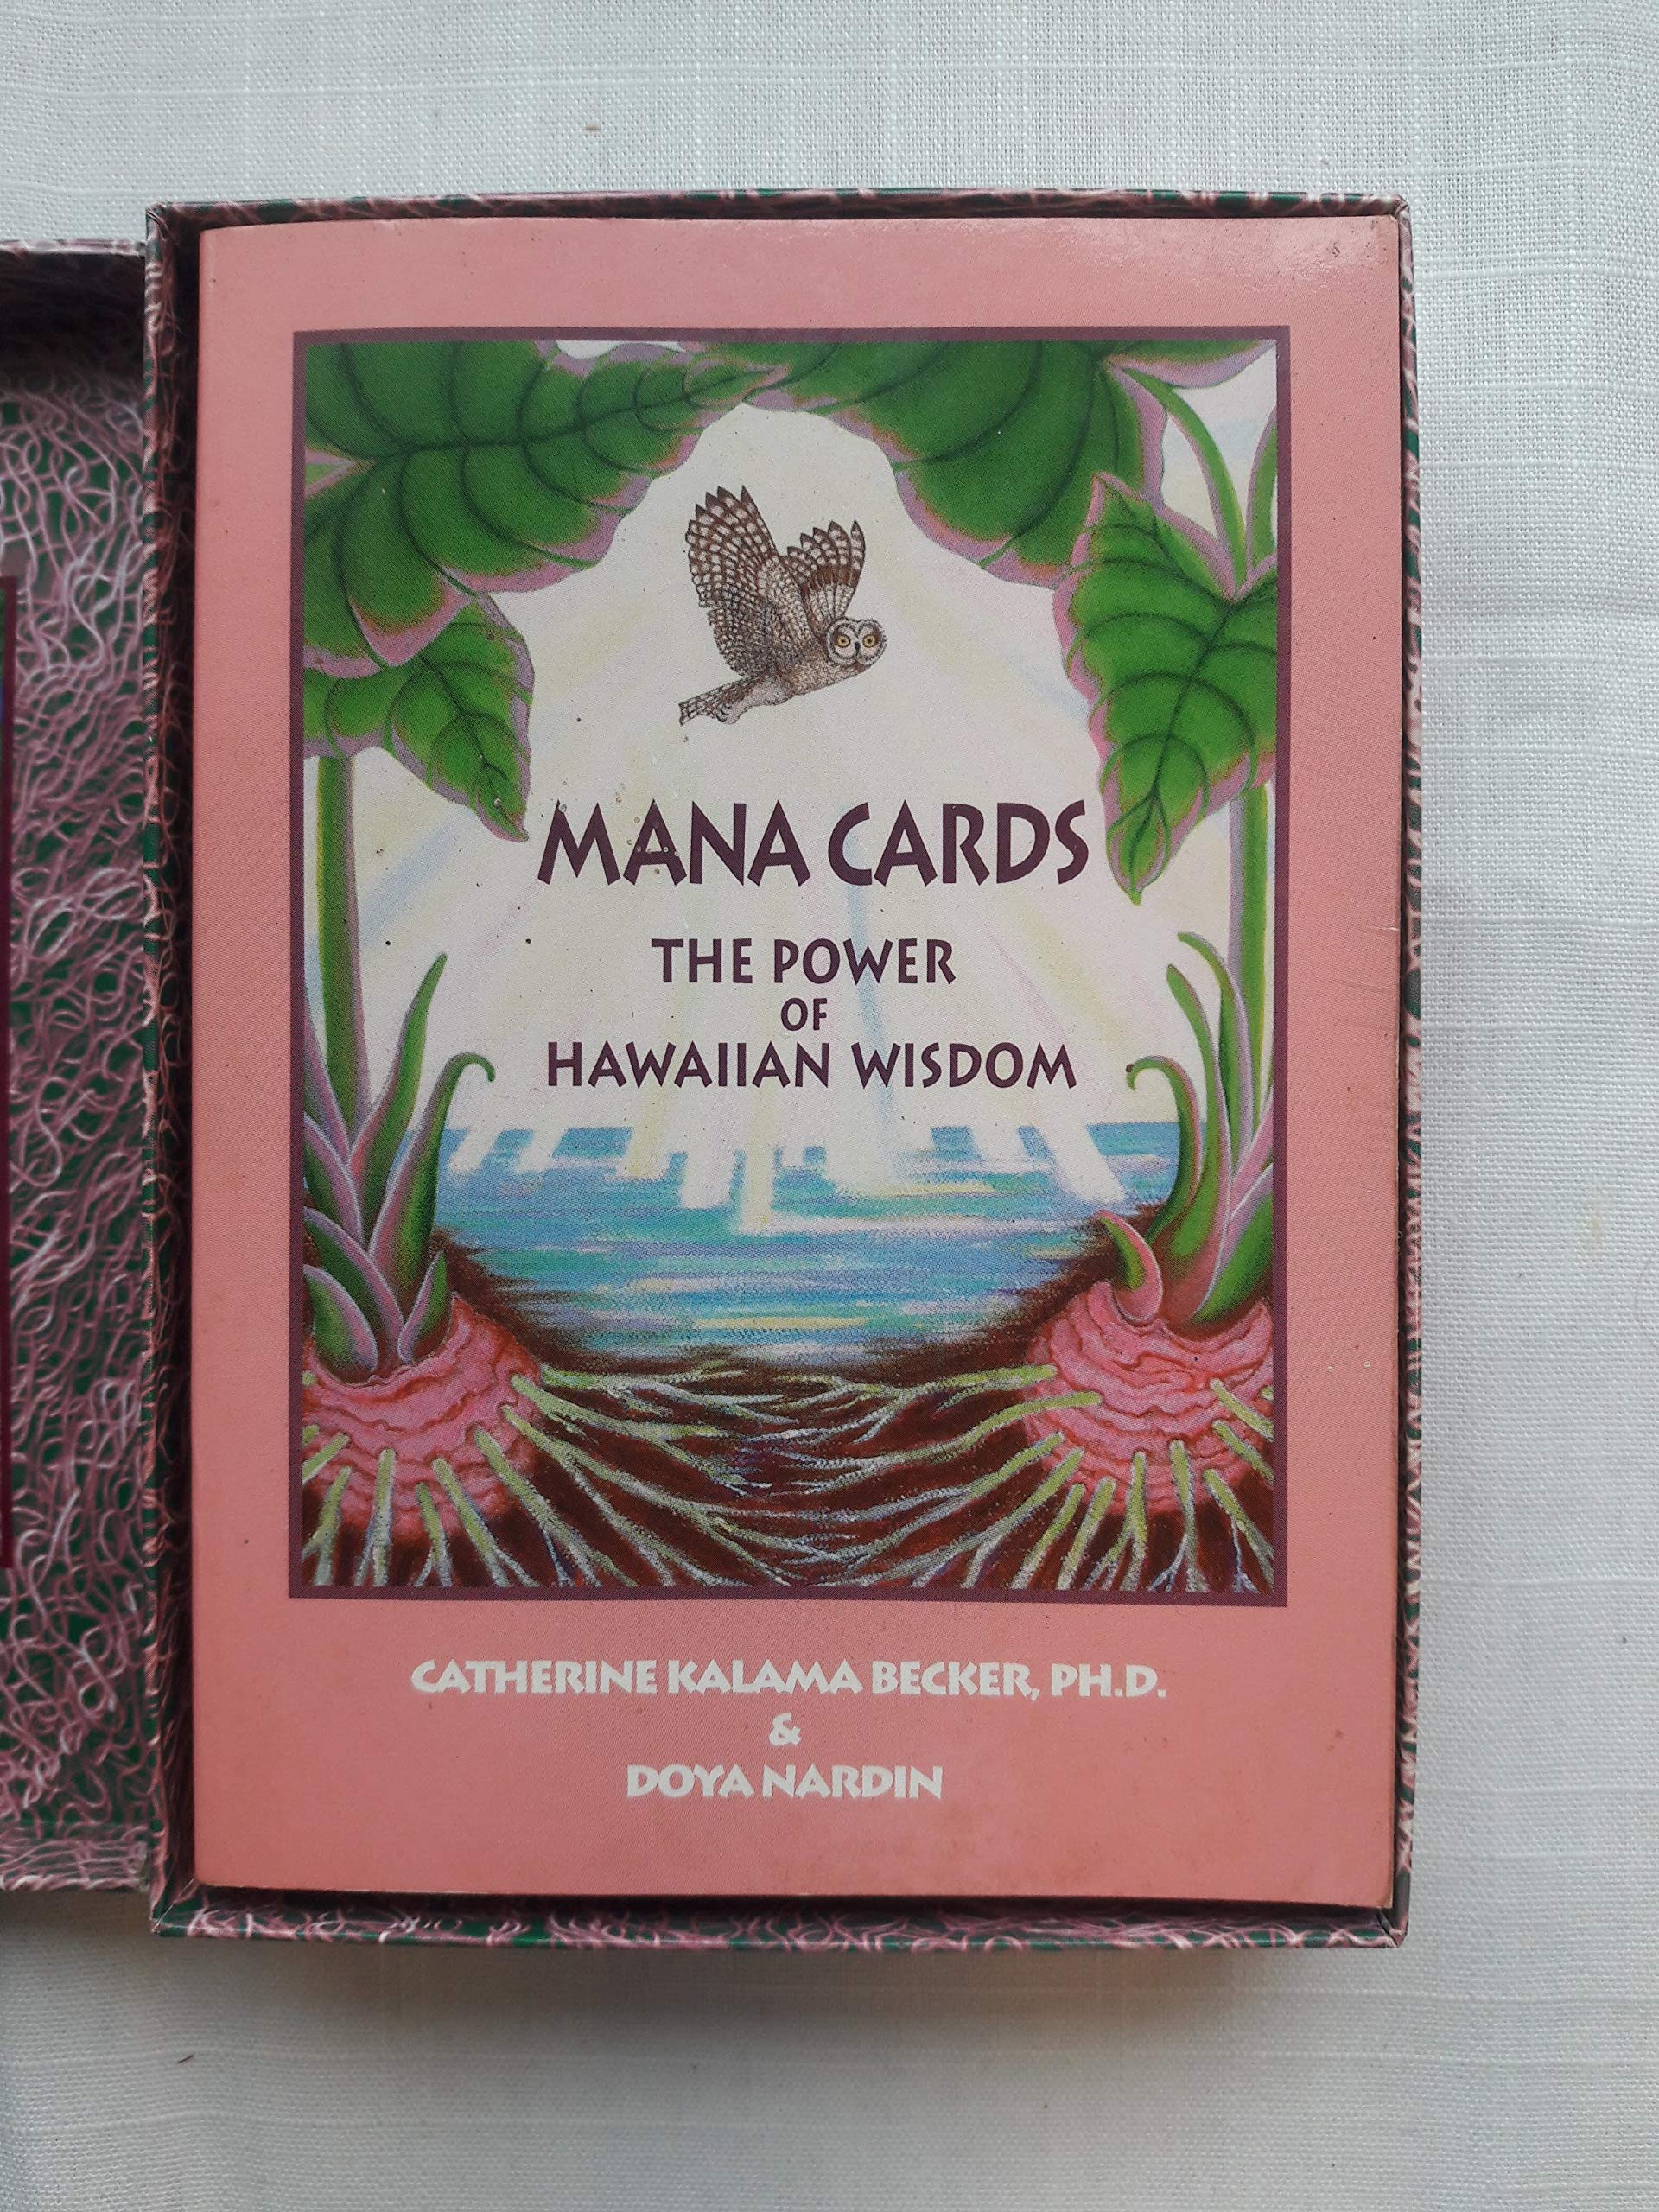 MANA CARDS
THE POWER
OF
HAWAIIAN WISDOM
CATHERINE KALAMA BECKER, PH.D.
&
DOYA NARDIN